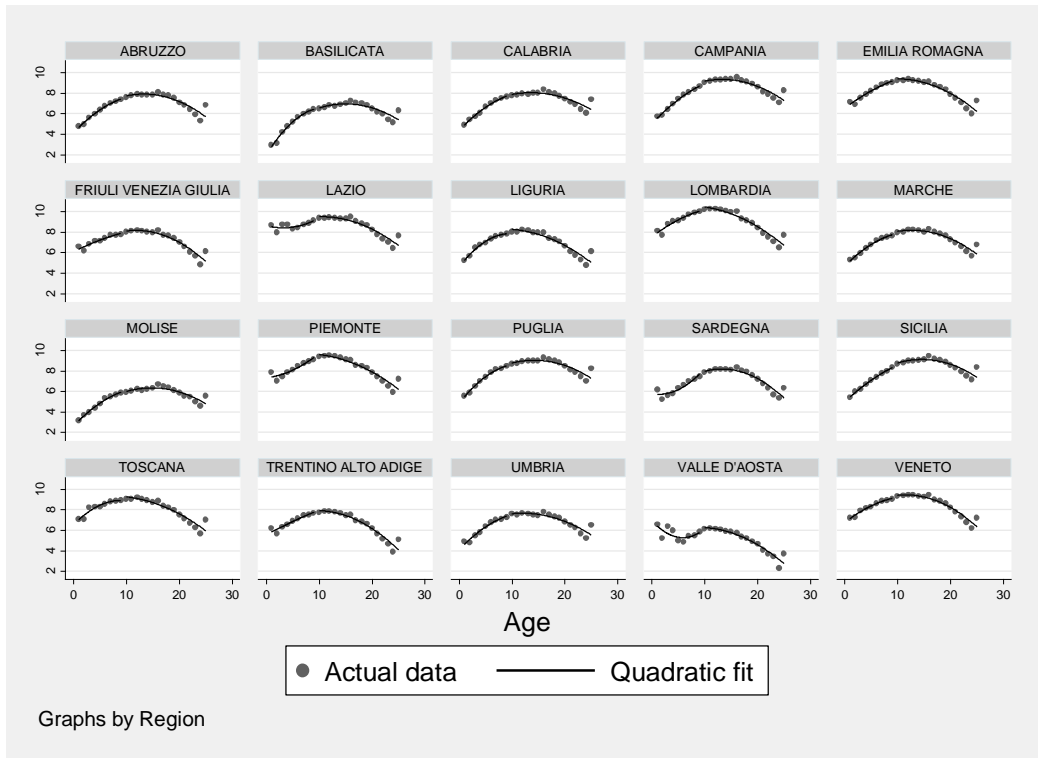 ABRUZZO BASILICATA CALABRIA CAMPANIA EMILIA ROMAGNA
10
8
6
4
2
FRIULI VENEZIA GIULIA LAZIO LIGURIA LOMBARDIA MARCHE
10
8
6
4
2
MOLISE PIEMONTE PUGLIA SARDEGNA SICILIA
10
8
6
4
2
TOSCANA TRENTINO ALTO ADIGE UMBRIA VALLE D'AOSTA VENETO
10
8
6
4
2
0 10 20 30 0 10 20 30 0 10 20 30 0 10 20 30 0 10 20 30
Age
Actual data Quadratic fit
Graphs by Region